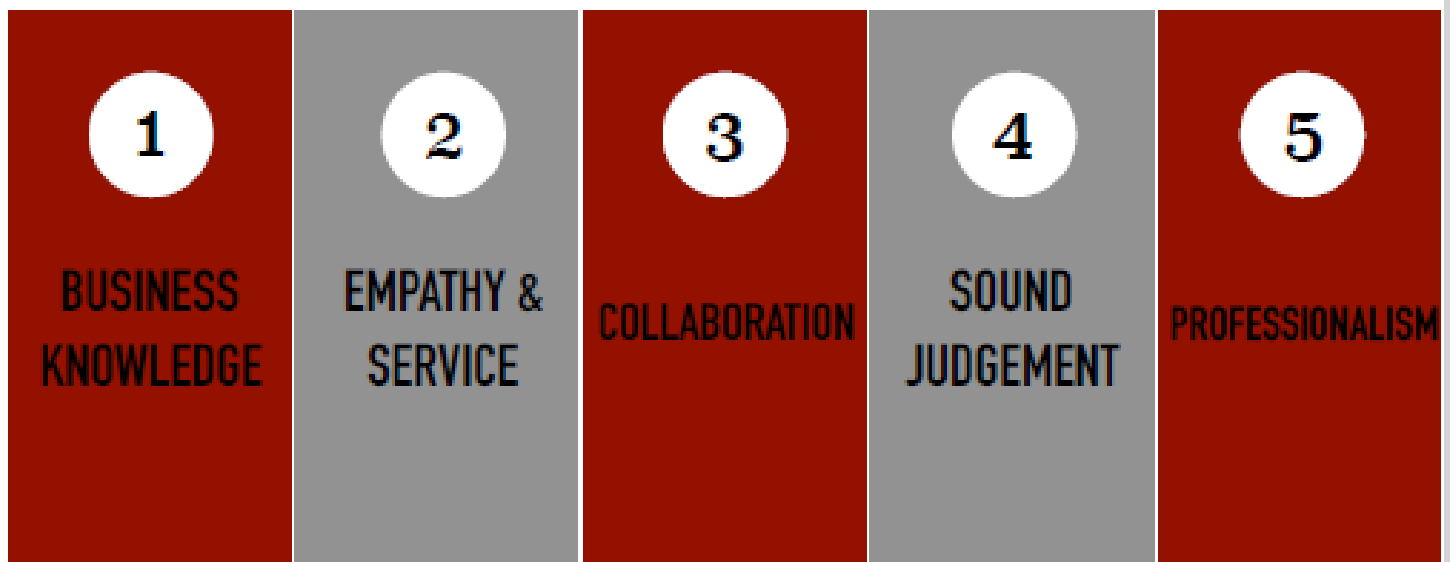 1
BUSINESS
KNOWLEDGE
2
EMPATHY &
SERVICE
3
COLLABORATION
4
SOUND
JUDGEMENT
5
PROFESSIONALISM